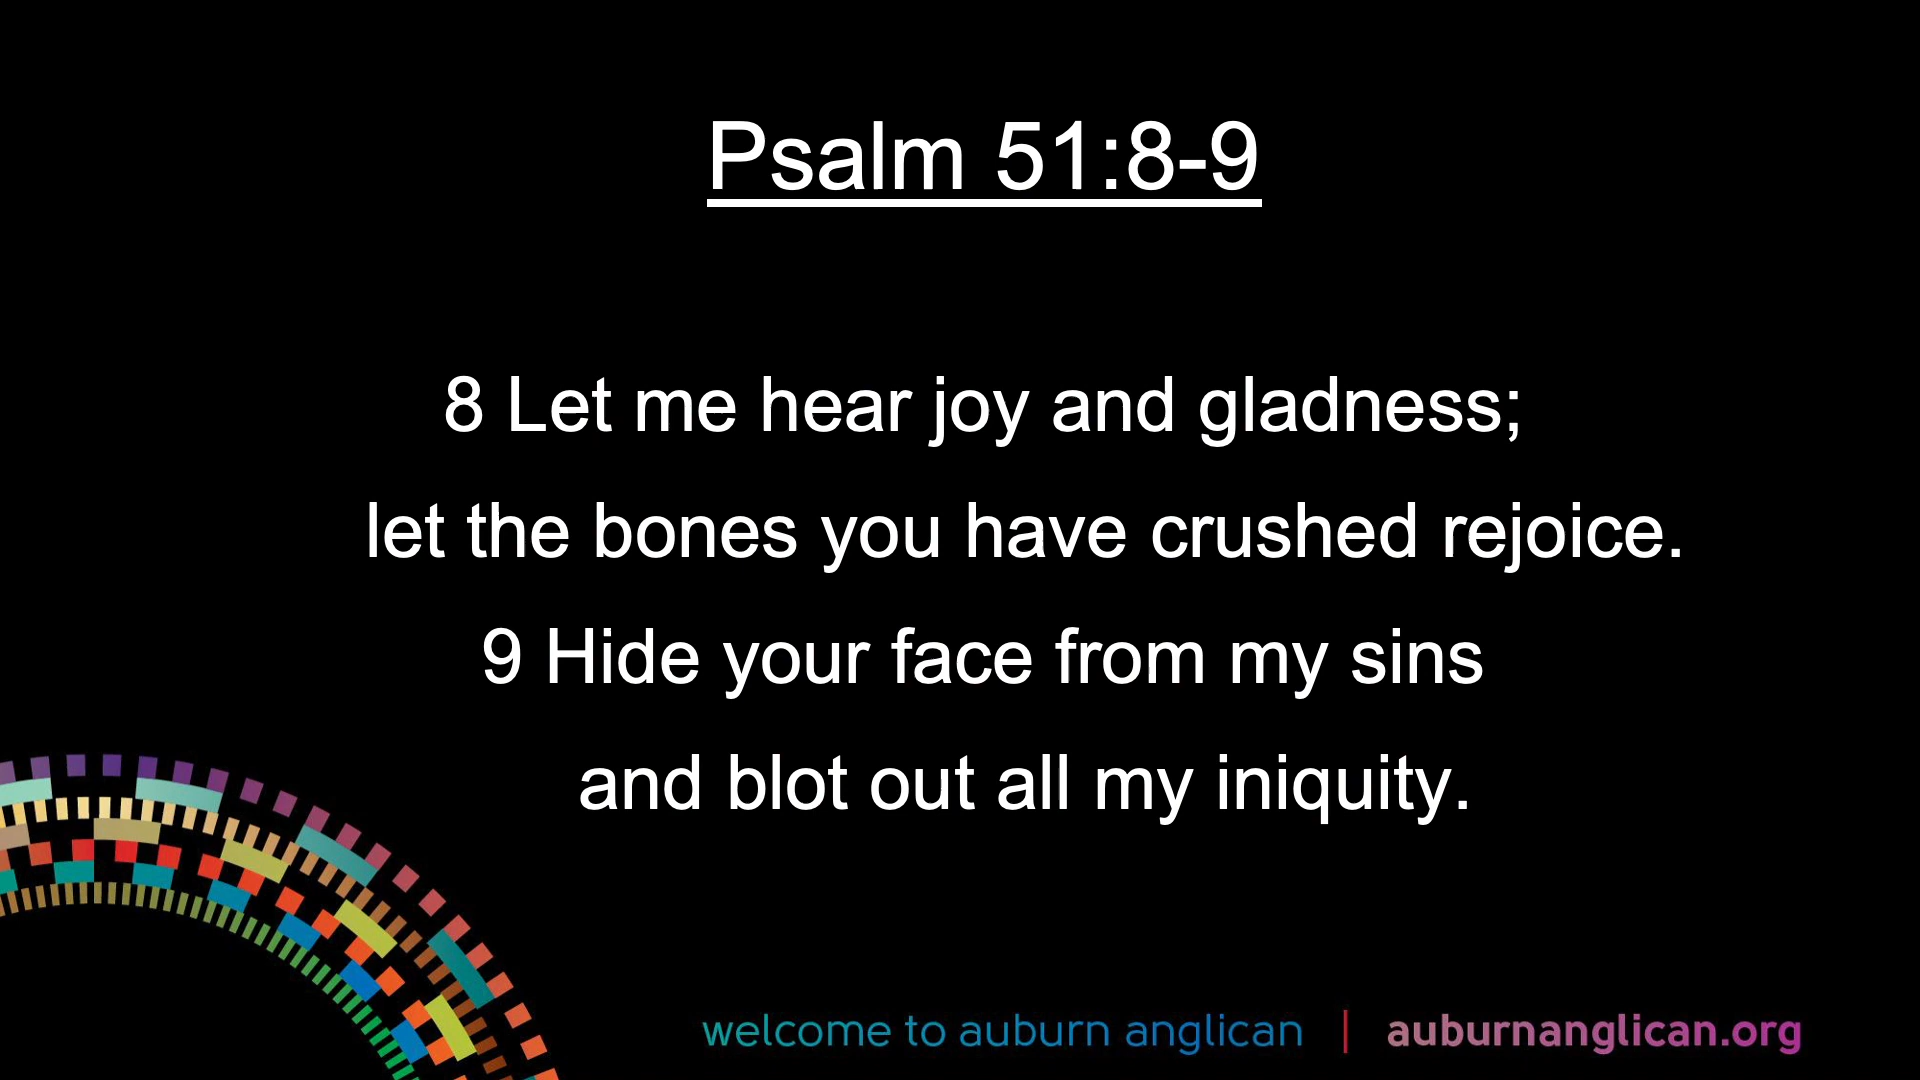 Psalm 51:8-9
8 Let me hear joy and gladness;
let the bones you have crushed rejoice.
9 Hide your face from my sins
and blot out all my iniquity.
welcome to auburn anglican | auburnanglican.org